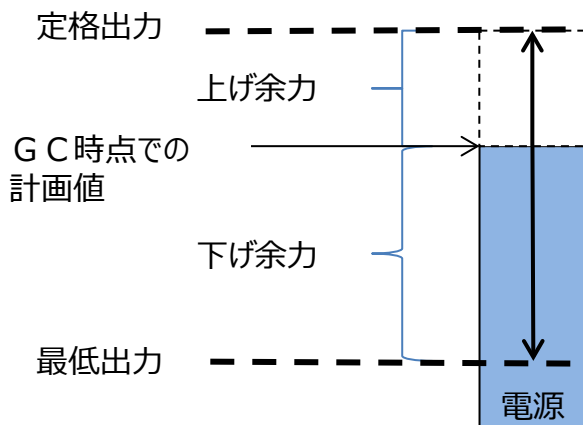 定格出力
上げ余力
ＧＣ時点での
計画値
下げ余力
最低出力
電源